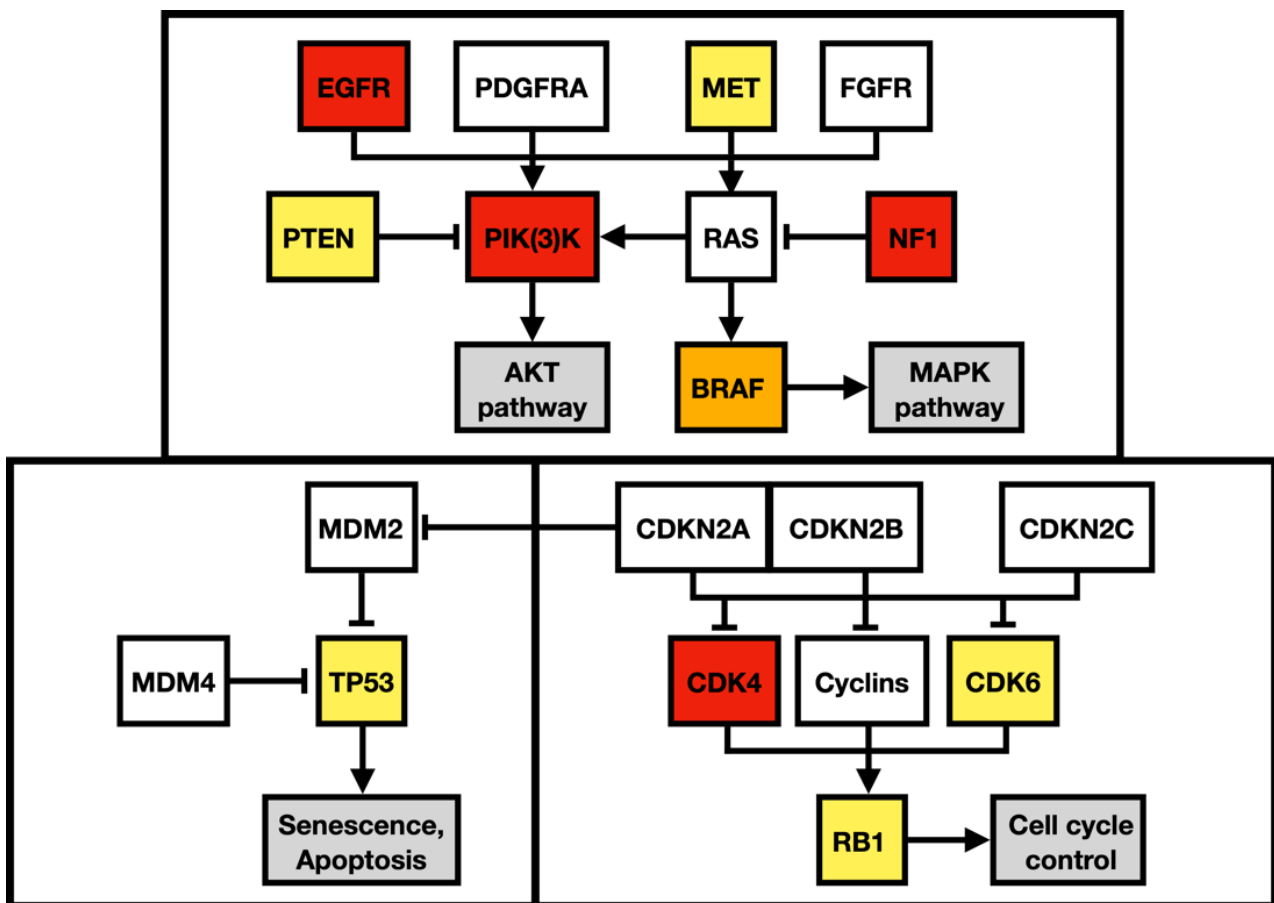 EGFR
PDGFRA
MET
FGFR
PTEN
PIK(3)K
RAS
NF1
AKT
pathway
BRAF
MAPK
pathway
MDM2
CDKN2A
CDKN2B
CDKN2C
MDM4
TP53
CDK4
Cyclins
CDK6
Senescence,
Apoptosis
RB1
Cell cycle
control